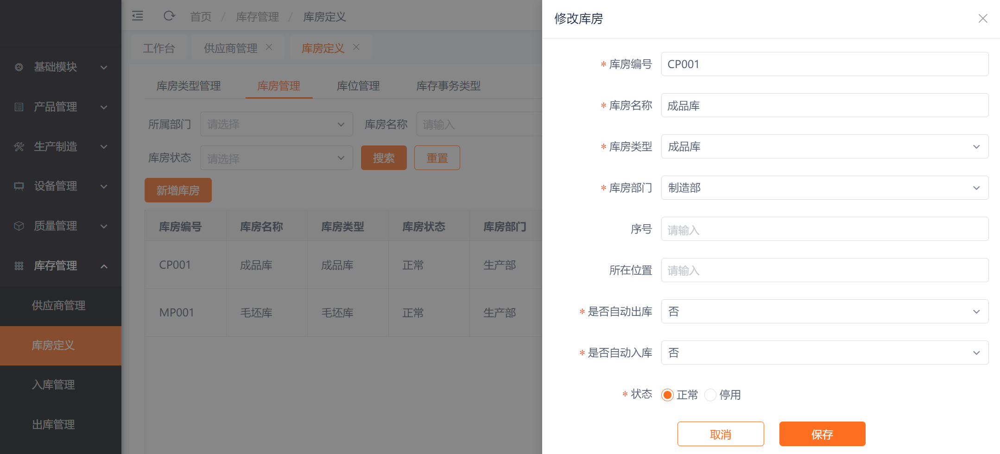 首页 / 库存管理 / 库房定义
工作台 供应商管理 库房定义
基础模块
产品管理
生产制造
设备管理
质量管理
库存管理
供应商管理
库房定义
入库管理
出库管理
库房类型管理 库房管理 库位管理 库存事务类型
所属部门 请选择 库房名称 请输入
库房状态 请选择 搜索 重置
新增库房
库房编号 库房名称 库房类型 库房状态 库房部门
CP001 成品库 成品库 正常 生产部
MP001 毛坯库 毛坯库 正常 生产部
修改库房
* 库房编号 CP001
* 库房名称 成品库
* 库房类型 成品库
* 库房部门 制造部
序号 请输入
所在位置 请输入
* 是否自动出库 否
* 是否自动入库 否
* 状态 正常 停用
取消 保存